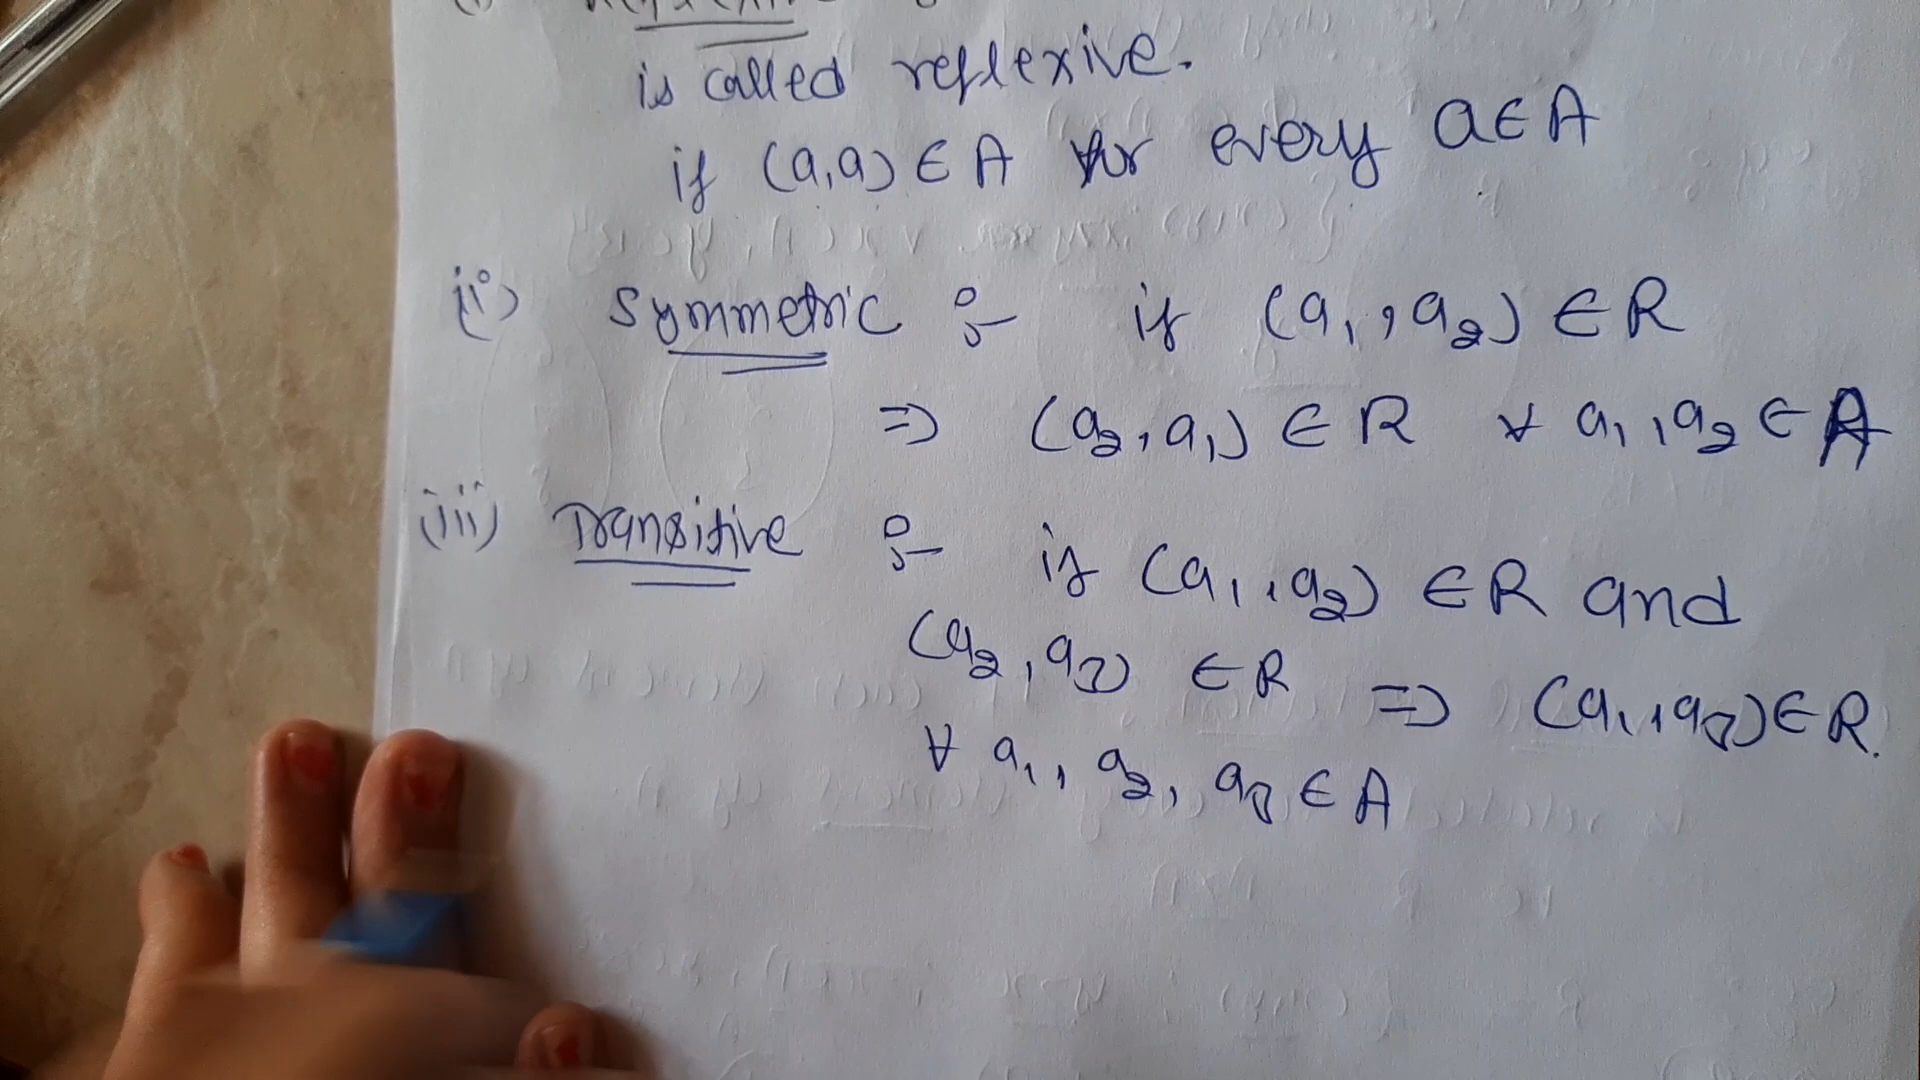 (i) Reflexive
is called reflexive.
if (a,a) ∈ A for every a ∈ A
(ii) Symmetric :- if (a₁, a₂) ∈ R
=> (a₂, a₁) ∈ R ∀ a₁, a₂ ∈ A
(iii) Transitive :- if (a₁, a₂) ∈ R and
(a₂, a₃) ∈ R => (a₁, a₃) ∈ R.
∀ a₁, a₂, a₃ ∈ A